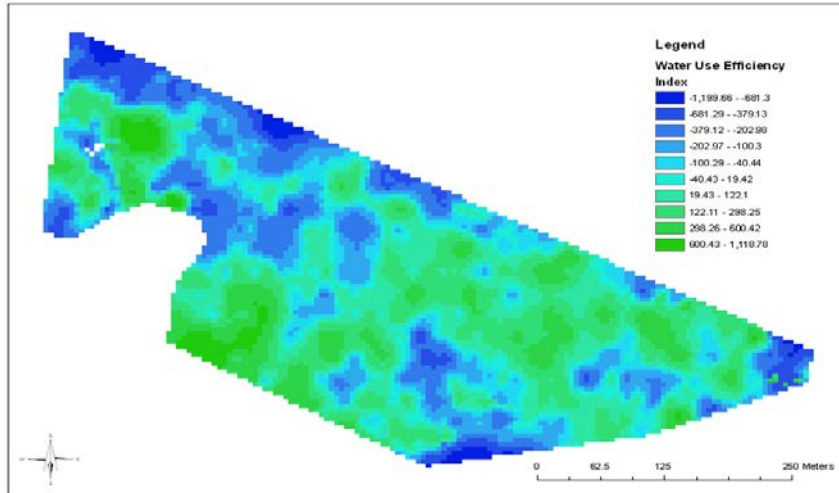 Legend
Water Use Efficiency
Index
-1,199.66 - -681.3
-681.29 - -379.13
-379.12 - -202.98
-202.97 - -100.3
-100.29 - -40.44
-40.43 - 19.42
19.43 - 122.1
122.11 - 298.25
298.26 - 600.42
600.43 - 1,118.78
0 62.5 125 250 Meters